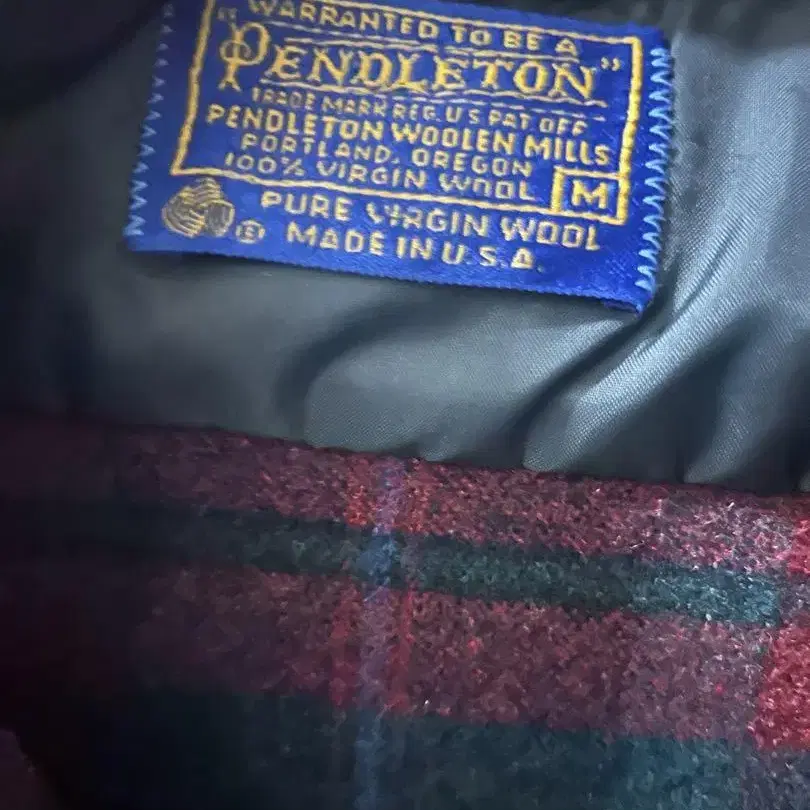 WARRANTED TO BE A
"PENDLETON"
TRADE MARK REG. U.S. PAT. OFF.
PENDLETON WOOLEN MILLS
PORTLAND, OREGON
100% VIRGIN WOOL M
PURE VIRGIN WOOL
® MADE IN U.S.A.